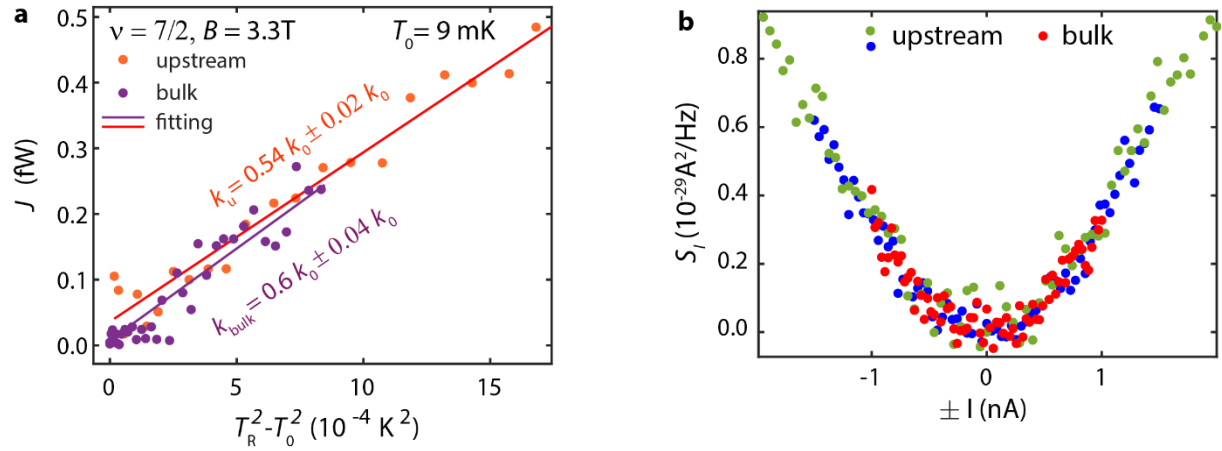 a
ν = 7/2, B = 3.3T
T₀= 9 mK
upstream
bulk
fitting
kᵤ= 0.54 k₀± 0.02 k₀
k_bulk= 0.6 k₀± 0.04 k₀
0.5
0.4
0.3
0.2
0.1
0.0
J (fW)
0
5
10
15
T_R²-T₀² (10⁻⁴ K²)
b
upstream
bulk
0.8
0.6
0.4
0.2
0.0
S_I (10⁻²⁹A²/Hz)
-1
0
1
± I (nA)